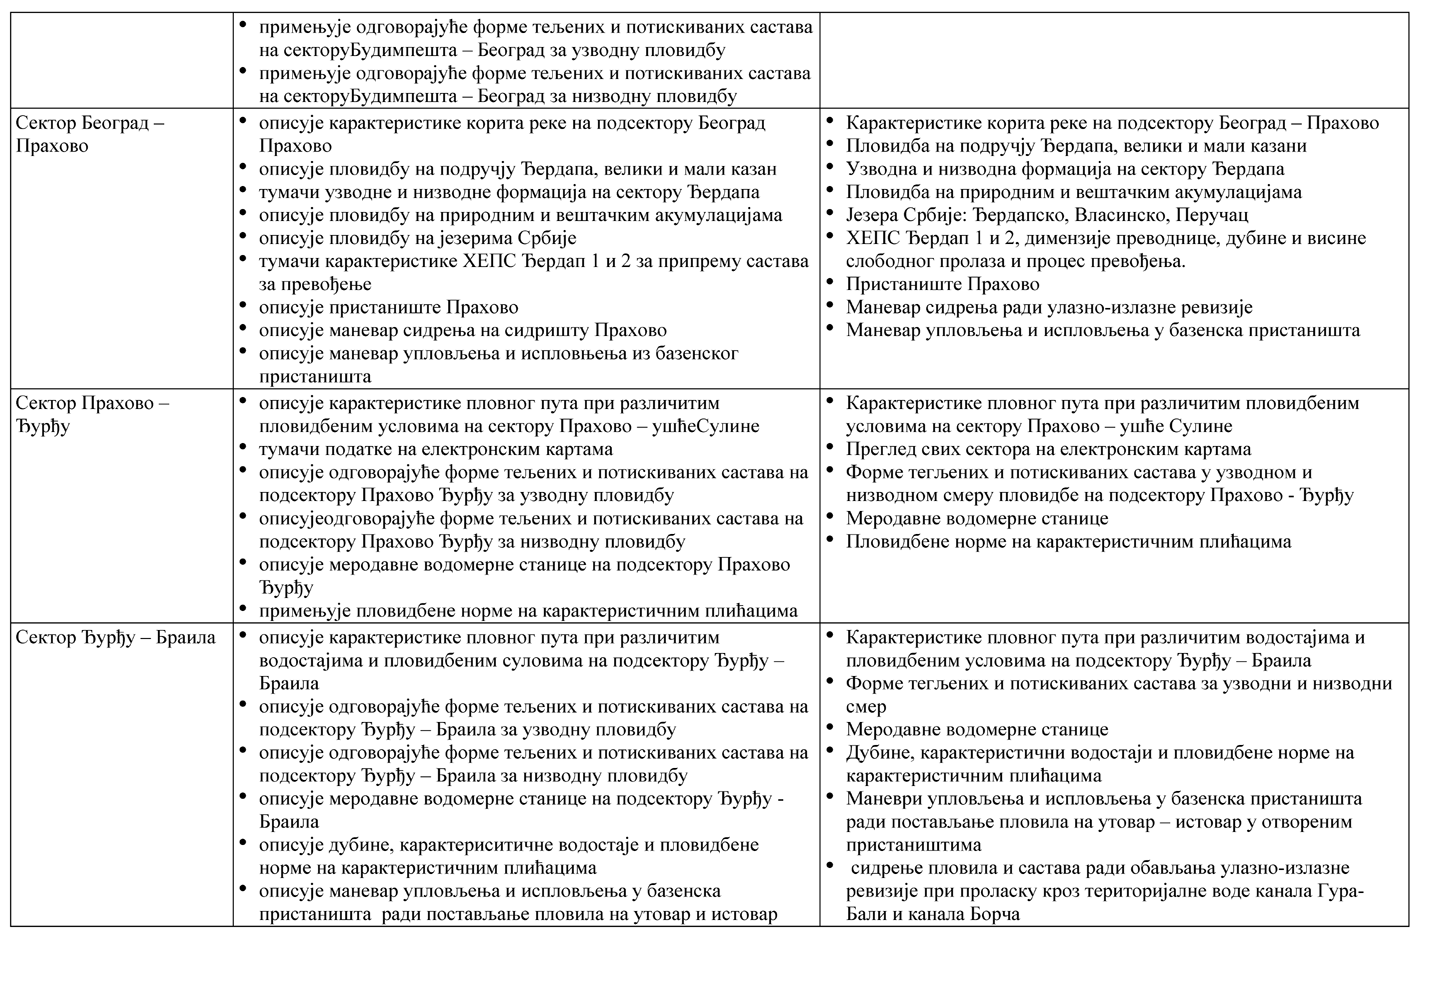 • примењује одговорајуће форме тељених и потискиваних састава
на секторуБудимпешта – Београд за узводну пловидбу
• примењује одговорајуће форме тељених и потискиваних састава
на секторуБудимпешта – Београд за низводну пловидбу
Сектор Београд –
Прахово
• описује карактеристике корита реке на подсектору Београд
Прахово
• описује пловидбу на подручју Ђердапа, велики и мали казан
• тумачи узводне и низводне формација на сектору Ђердапа
• описује пловидбу на природним и вештачким акумулацијама
• описује пловидбу на језерима Србије
• тумачи карактеристике ХЕПС Ђердап 1 и 2 за припрему састава
за превођење
• описује пристаниште Прахово
• описује маневар сидрења на сидришту Прахово
• описује маневар упловљења и испловњења из базенског
пристаништа
• Карактеристике корита реке на подсектору Београд – Прахово
• Пловидба на подручју Ђердапа, велики и мали казани
• Узводна и низводна формација на сектору Ђердапа
• Пловидба на природним и вештачким акумулацијама
• Језера Србије: Ђердапско, Власинско, Перучац
• ХЕПС Ђердап 1 и 2, димензије преводнице, дубине и висине
слободног пролаза и процес превођења.
• Пристаниште Прахово
• Маневар сидрења ради улазно-излазне ревизије
• Маневар упловљења и испловљења у базенска пристаништа
Сектор Прахово –
Ђурђу
• описује карактеристике пловног пута при различитим
пловидбеним условима на сектору Прахово – ушћеСулине
• тумачи податке на електронским картама
• описује одговорајуће форме тељених и потискиваних састава на
подсектору Прахово Ђурђу за узводну пловидбу
• описујеодговорајуће форме тељених и потискиваних састава на
подсектору Прахово Ђурђу за низводну пловидбу
• описује меродавне водомерне станице на подсектору Прахово
Ђурђу
• примењује пловидбене норме на карактеристичним плићацима
• Карактеристике пловног пута при различитим пловидбеним
условима на сектору Прахово – ушће Сулине
• Преглед свих сектора на електронским картама
• Форме тегљених и потискиваних састава у узводном и
низводном смеру пловидбе на подсектору Прахово - Ђурђу
• Меродавне водомерне станице
• Пловидбене норме на карактеристичним плићацима
Сектор Ђурђу – Браила
• описује карактеристике пловног пута при различитим
водостајима и пловидбеним суловима на подсектору Ђурђу –
Браила
• описује одговорајуће форме тељених и потискиваних састава на
подсектору Ђурђу – Браила за узводну пловидбу
• описује одговорајуће форме тељених и потискиваних састава на
подсектору Ђурђу – Браила за низводну пловидбу
• описује меродавне водомерне станице на подсектору Ђурђу -
Браила
• описује дубине, карактериситичне водостаје и пловидбене
норме на карактеристичним плићацима
• описује маневар упловљења и испловљења у базенска
пристаништа  ради постављање пловила на утовар и истовар
• Карактеристике пловног пута при различитим водостајима и
пловидбеним условима на подсектору Ђурђу – Браила
• Форме тегљених и потискиваних састава за узводни и низводни
смер
• Меродавне водомерне станице
• Дубине, карактеристични водостаји и пловидбене норме на
карактеристичним плићацима
• Маневри упловљења и испловљења у базенска пристаништа
ради постављање пловила на утовар – истовар у отвореним
пристаништима
• сидрење пловила и састава ради обављања улазно-излазне
ревизије при проласку кроз територијалне воде канала Гура-
Бали и канала Борча